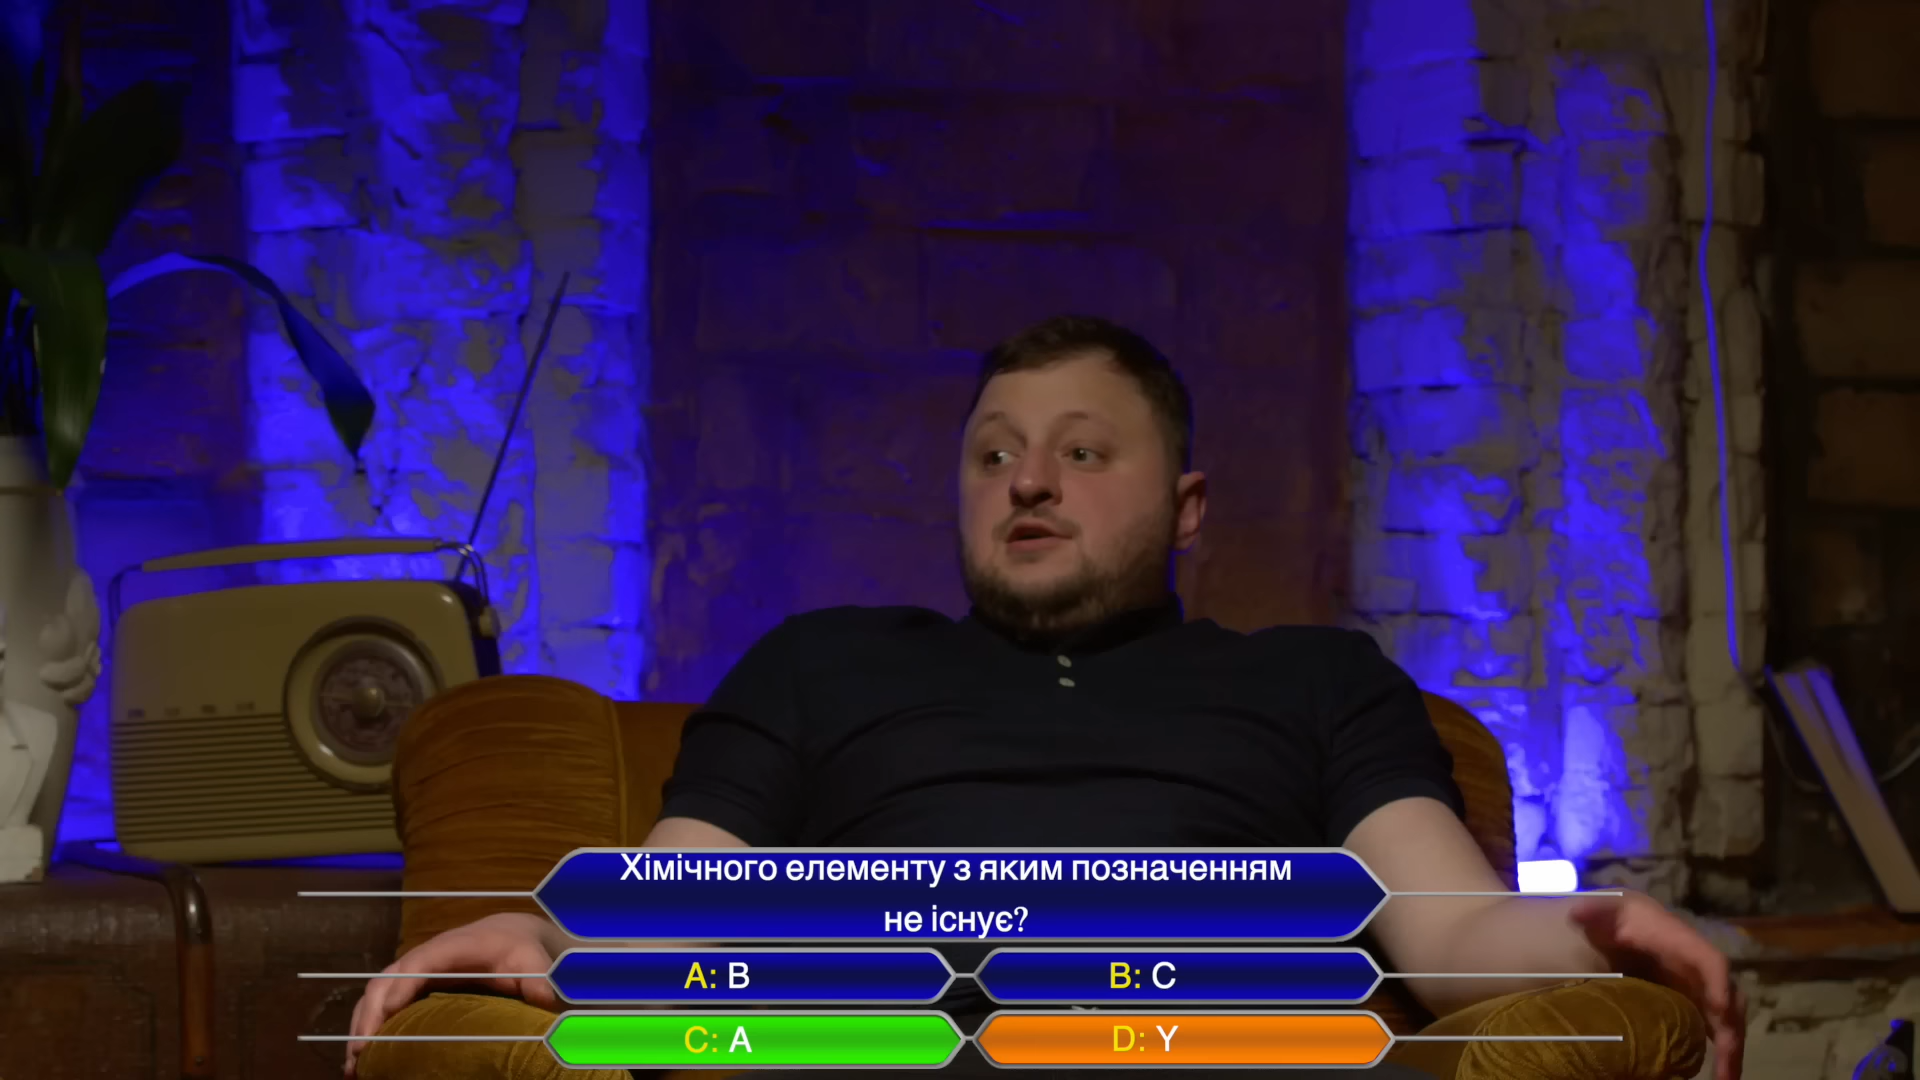 Хімічного елементу з яким позначенням
не існує?
A: B
B: C
C: A
D: Y